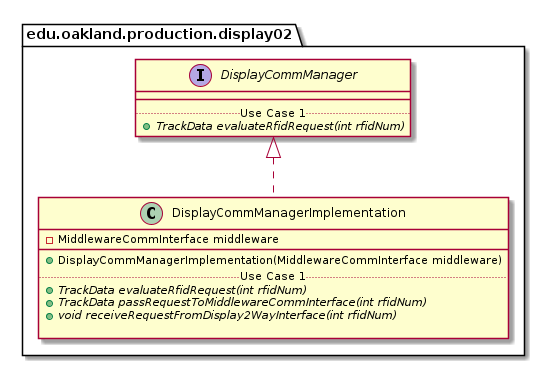 edu.oakland.production.display02
I DisplayCommManager
Use Case 1
TrackData evaluateRfidRequest(int rfidNum)
C DisplayCommManagerImplementation
MiddlewareCommInterface middleware
DisplayCommManagerImplementation(MiddlewareCommInterface middleware)
Use Case 1
TrackData evaluateRfidRequest(int rfidNum)
TrackData passRequestToMiddlewareCommInterface(int rfidNum)
void receiveRequestFromDisplay2WayInterface(int rfidNum)